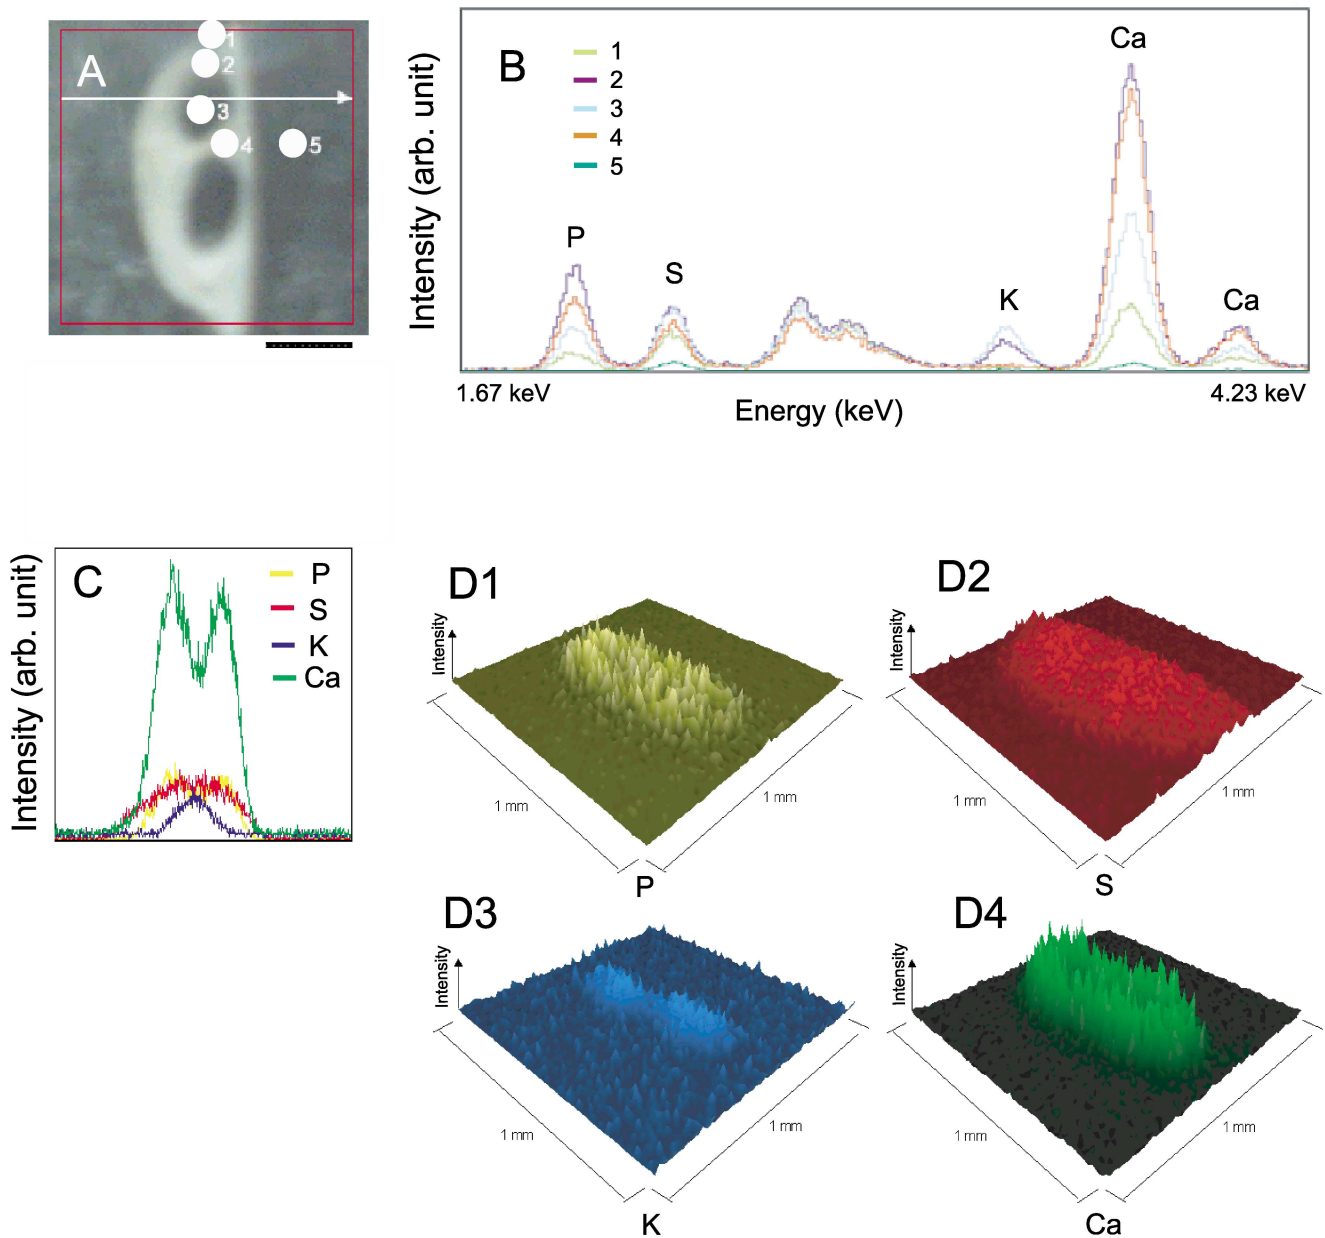 A
1
2
3
4
5
B
1
2
3
4
5
P
S
K
Ca
Ca
Intensity (arb. unit)
1.67 keV
4.23 keV
Energy (keV)
C
P
S
K
Ca
Intensity (arb. unit)
D1
Intensity
1 mm
1 mm
P
D2
Intensity
1 mm
1 mm
S
D3
Intensity
1 mm
1 mm
K
D4
Intensity
1 mm
1 mm
Ca